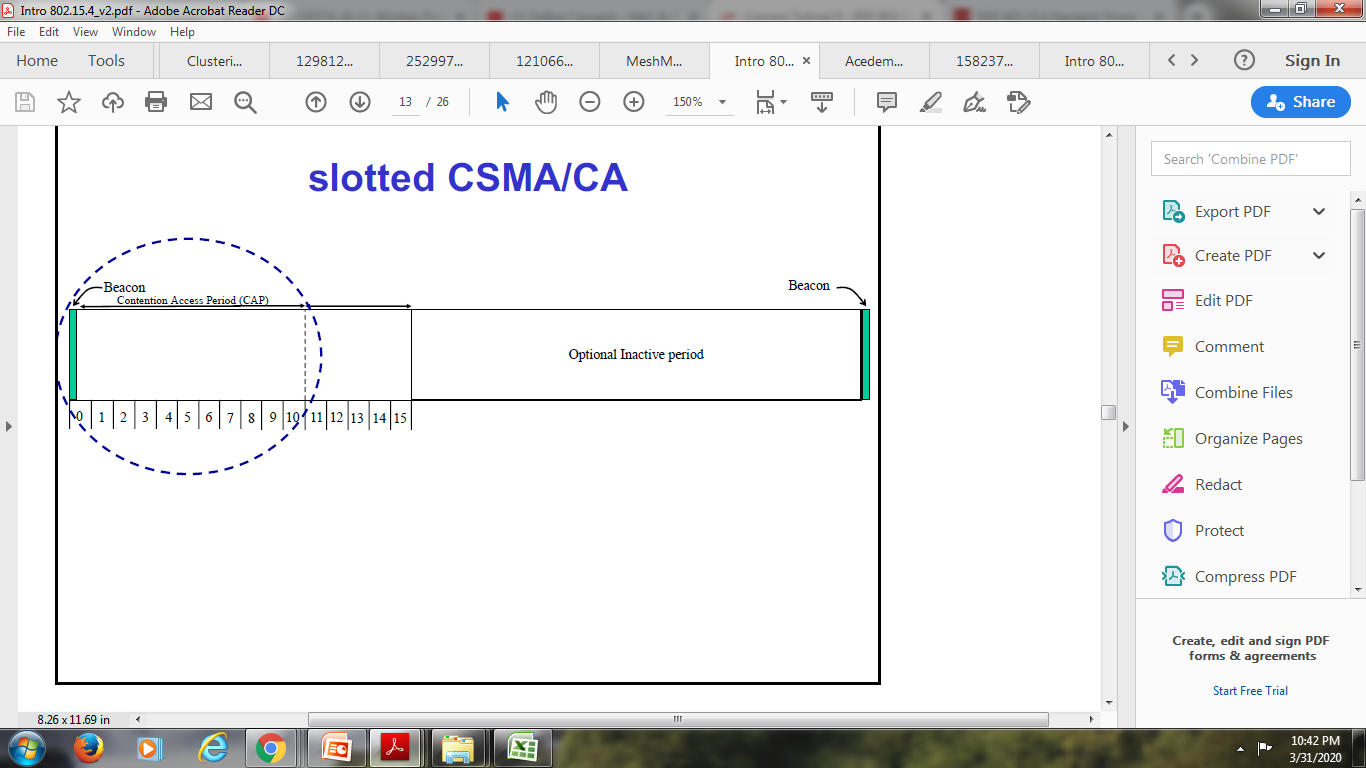 Intro 802.15.4_v2.pdf - Adobe Acrobat Reader DC
File Edit View Window Help
Home Tools Clusteri... 129812... 252997... 121066... MeshM... Intro 80... × Acedem... 158237... Intro 80... Sign In
13 / 26 150% Share
slotted CSMA/CA
Beacon
Contention Access Period (CAP)
Beacon
Optional Inactive period
0 1 2 3 4 5 6 7 8 9 10 11 12 13 14 15
8.26 x 11.69 in
Search 'Combine PDF'
Export PDF
Create PDF
Edit PDF
Comment
Combine Files
Organize Pages
Redact
Protect
Compress PDF
Create, edit and sign PDF
forms & agreements
Start Free Trial
10:42 PM
3/31/2020